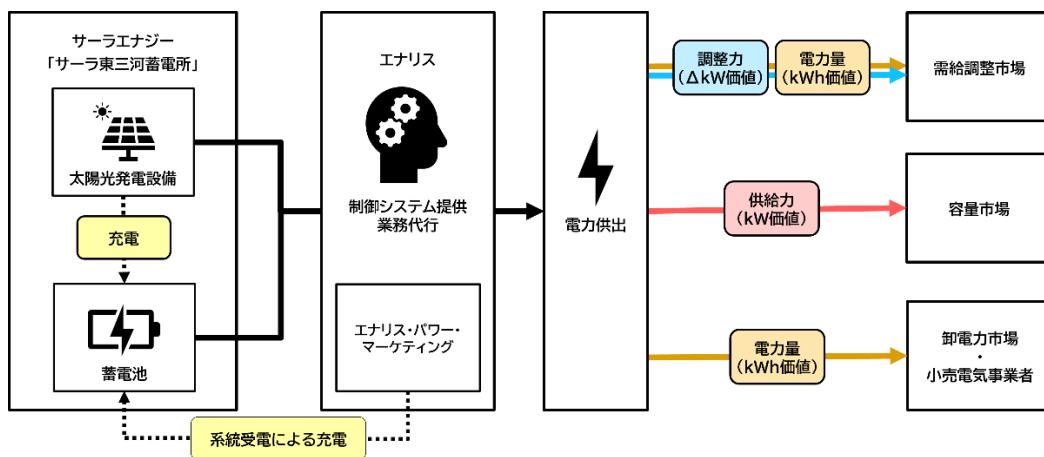 サーラエナジー
「サーラ東三河蓄電所」
太陽光発電設備
充電
蓄電池
系統受電による充電
エナリス
制御システム提供
業務代行
エナリス・パワー・
マーケティング
電力供出
調整力
(ΔkW価値)
電力量
(kWh価値)
需給調整市場
供給力
(kW価値)
容量市場
電力量
(kWh価値)
卸電力市場
・
小売電気事業者